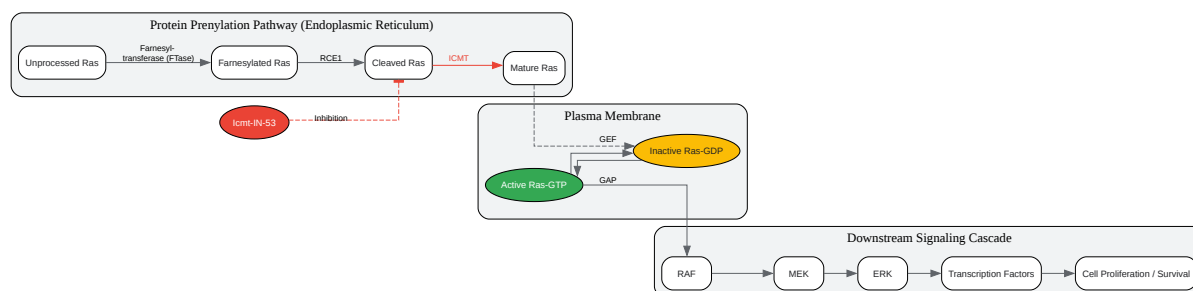 Protein Prenylation Pathway (Endoplasmic Reticulum)
Unprocessed Ras
Farnesyl-
transferase (FTase)
Farnesylated Ras
RCE1
Cleaved Ras
ICMT
Mature Ras
Icmt-IN-53
Inhibition
Plasma Membrane
GEF
Inactive Ras-GDP
Active Ras-GTP
GAP
Downstream Signaling Cascade
RAF
MEK
ERK
Transcription Factors
Cell Proliferation / Survival